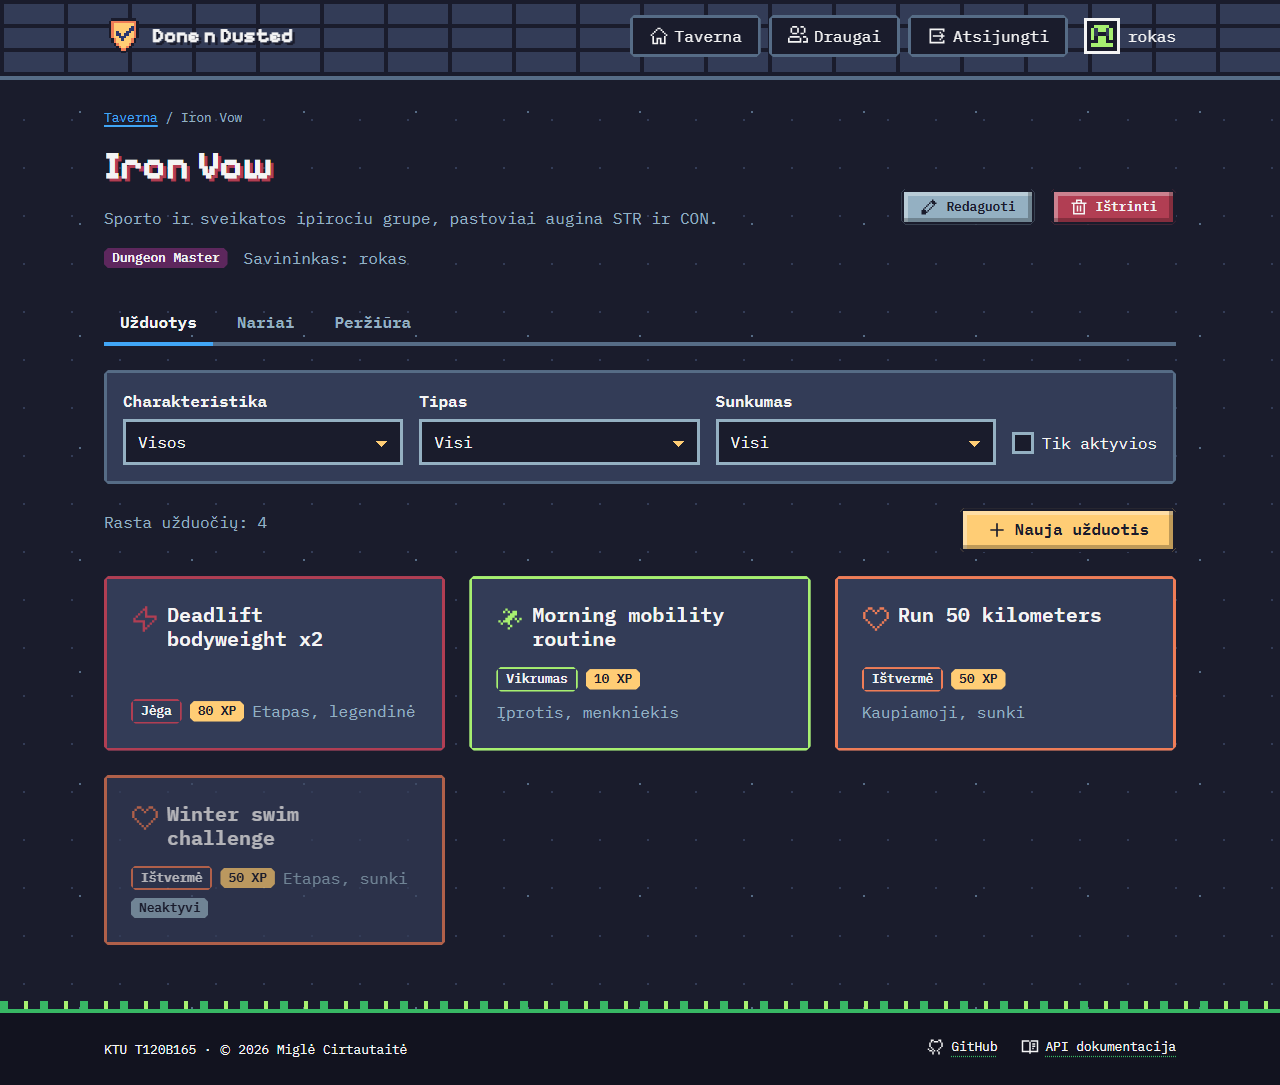 Done n Dusted
Taverna
Draugai
Atsijungti
rokas
Taverna / Iron Vow
Iron Vow
Sporto ir sveikatos ipirociu grupe, pastoviai augina STR ir CON.
Redaguoti
Ištrinti
Dungeon Master
Savininkas: rokas
Užduotys
Nariai
Peržiūra
Charakteristika
Tipas
Sunkumas
Visos
Visi
Visi
Tik aktyvios
Rasta užduočių: 4
Nauja užduotis
Deadlift
bodyweight x2
Jėga
80 XP
Etapas, legendinė
Morning mobility
routine
Vikrumas
10 XP
Įprotis, menkniekis
Run 50 kilometers
Ištvermė
50 XP
Kaupiamoji, sunki
Winter swim
challenge
Ištvermė
50 XP
Etapas, sunki
Neaktyvi
KTU T120B165 · © 2026 Miglė Cirtautaitė
GitHub
API dokumentacija